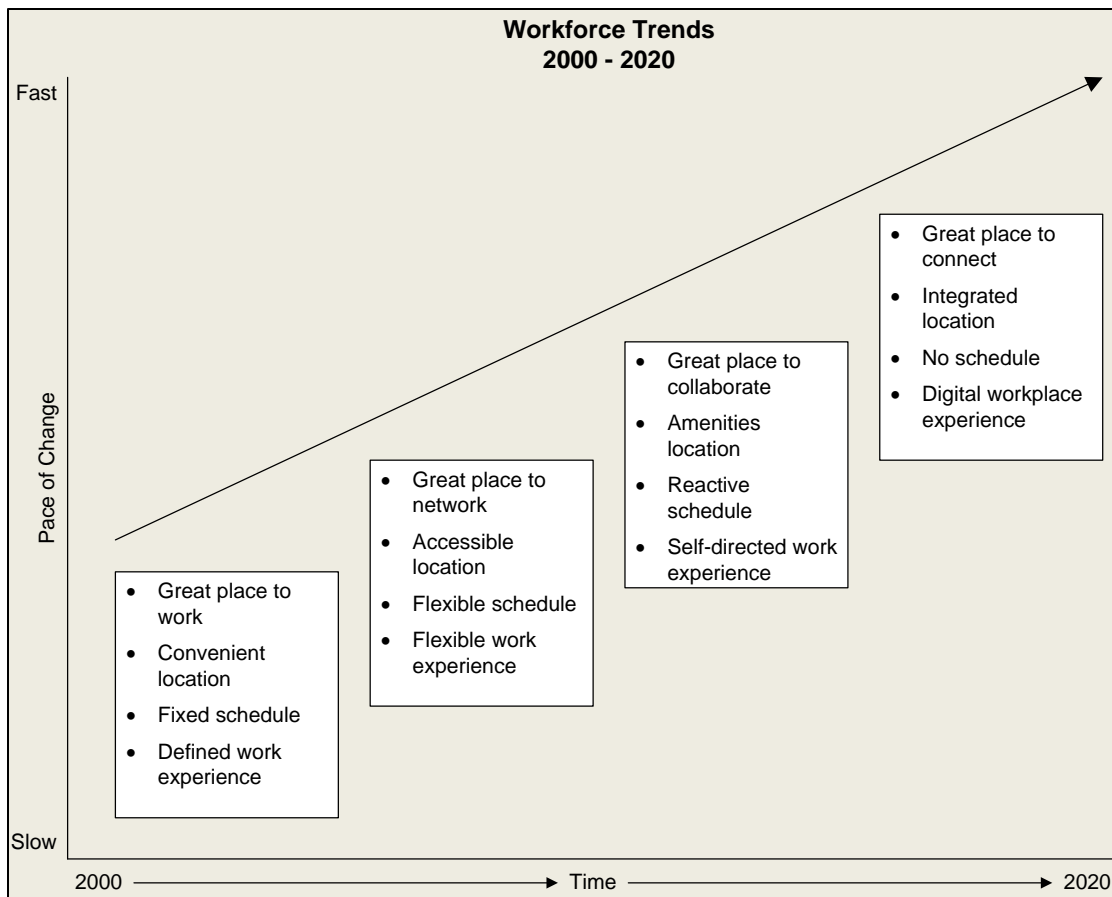 Workforce Trends
2000 - 2020
Fast
Pace of Change
Slow
• Great place to
work
• Convenient
location
• Fixed schedule
• Defined work
experience
• Great place to
network
• Accessible
location
• Flexible schedule
• Flexible work
experience
• Great place to
collaborate
• Amenities
location
• Reactive
schedule
• Self-directed work
experience
• Great place to
connect
• Integrated
location
• No schedule
• Digital workplace
experience
2000 Time 2020